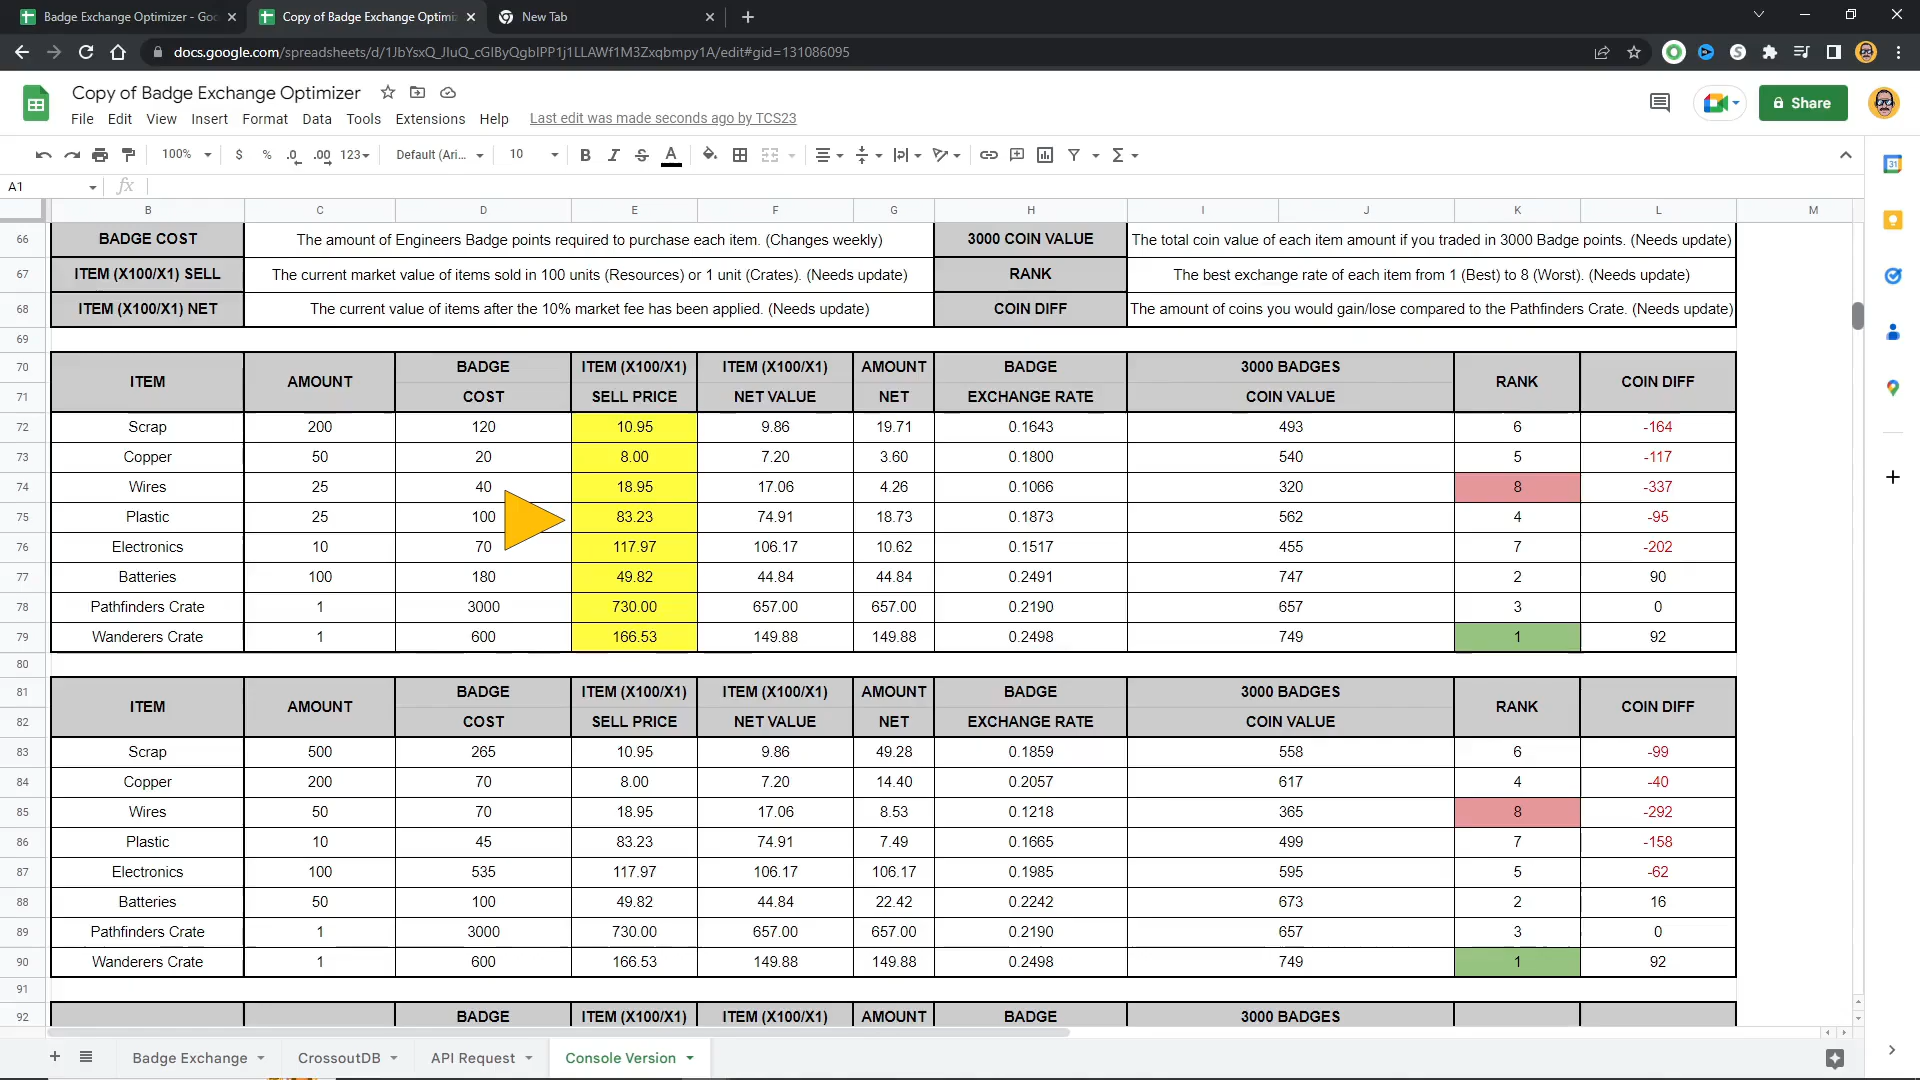 Badge Exchange Optimizer - Goo
Copy of Badge Exchange Optimi
New Tab
docs.google.com/spreadsheets/d/1JbYsxQ_JIuQ_cGIByQgbIPP1j1LLAWf1M3Zxqbmpy1A/edit#gid=131086095
Copy of Badge Exchange Optimizer
Share
File Edit View Insert Format Data Tools Extensions Help Last edit was made seconds ago by TCS23
100% $ % .0 .00 123 Default (Ari... 10 B I S A
A1 fx
B C D E F G H I J K L M
66 BADGE COST The amount of Engineers Badge points required to purchase each item. (Changes weekly) 3000 COIN VALUE The total coin value of each item amount if you traded in 3000 Badge points. (Needs update)
67 ITEM (X100/X1) SELL The current market value of items sold in 100 units (Resources) or 1 unit (Crates). (Needs update) RANK The best exchange rate of each item from 1 (Best) to 8 (Worst). (Needs update)
68 ITEM (X100/X1) NET The current value of items after the 10% market fee has been applied. (Needs update) COIN DIFF The amount of coins you would gain/lose compared to the Pathfinders Crate. (Needs update)
69
70 BADGE ITEM (X100/X1) ITEM (X100/X1) AMOUNT BADGE 3000 BADGES
ITEM AMOUNT RANK COIN DIFF
71 COST SELL PRICE NET VALUE NET EXCHANGE RATE COIN VALUE
72 Scrap 200 120 10.95 9.86 19.71 0.1643 493 6 -164
73 Copper 50 20 8.00 7.20 3.60 0.1800 540 5 -117
74 Wires 25 40 18.95 17.06 4.26 0.1066 320 8 -337
75 Plastic 25 100 83.23 74.91 18.73 0.1873 562 4 -95
76 Electronics 10 70 117.97 106.17 10.62 0.1517 455 7 -202
77 Batteries 100 180 49.82 44.84 44.84 0.2491 747 2 90
78 Pathfinders Crate 1 3000 730.00 657.00 657.00 0.2190 657 3 0
79 Wanderers Crate 1 600 166.53 149.88 149.88 0.2498 749 1 92
80
81 BADGE ITEM (X100/X1) ITEM (X100/X1) AMOUNT BADGE 3000 BADGES
ITEM AMOUNT RANK COIN DIFF
82 COST SELL PRICE NET VALUE NET EXCHANGE RATE COIN VALUE
83 Scrap 500 265 10.95 9.86 49.28 0.1859 558 6 -99
84 Copper 200 70 8.00 7.20 14.40 0.2057 617 4 -40
85 Wires 50 70 18.95 17.06 8.53 0.1218 365 8 -292
86 Plastic 10 45 83.23 74.91 7.49 0.1665 499 7 -158
87 Electronics 100 535 117.97 106.17 106.17 0.1985 595 5 -62
88 Batteries 50 100 49.82 44.84 22.42 0.2242 673 2 16
89 Pathfinders Crate 1 3000 730.00 657.00 657.00 0.2190 657 3 0
90 Wanderers Crate 1 600 166.53 149.88 149.88 0.2498 749 1 92
91
92 BADGE ITEM (X100/X1) ITEM (X100/X1) AMOUNT BADGE 3000 BADGES
Badge Exchange CrossoutDB API Request Console Version